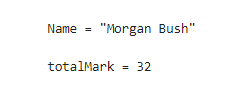 Name = "Morgan Bush"
totalMark = 32